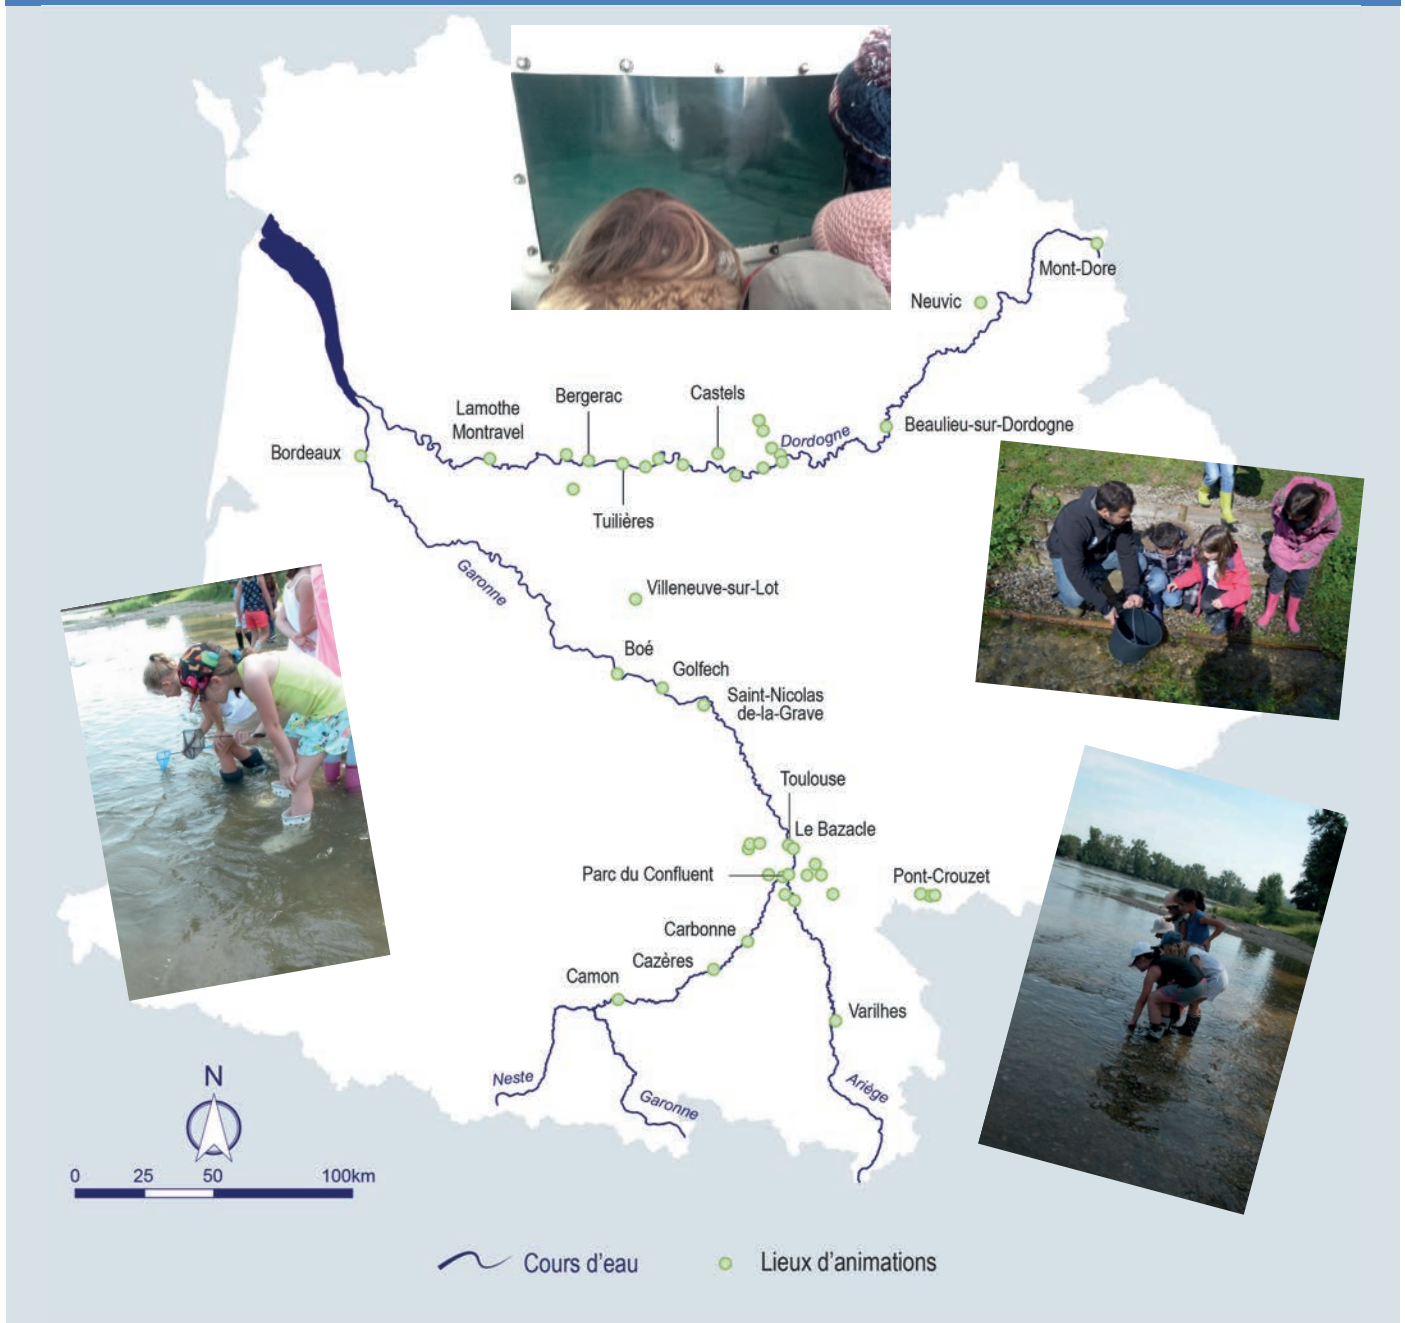 Mont-Dore
Neuvic
Bergerac
Castels
Lamothe
Montravel
Dordogne
Beaulieu-sur-Dordogne
Bordeaux
Tuilières
Garonne
Villeneuve-sur-Lot
Boé
Golfech
Saint-Nicolas
de-la-Grave
Toulouse
Le Bazacle
Parc du Confluent
Pont-Crouzet
Carbonne
Cazères
Camon
Varilhes
Neste
Garonne
Ariège
N
0 25 50 100km
Cours d'eau
Lieux d'animations